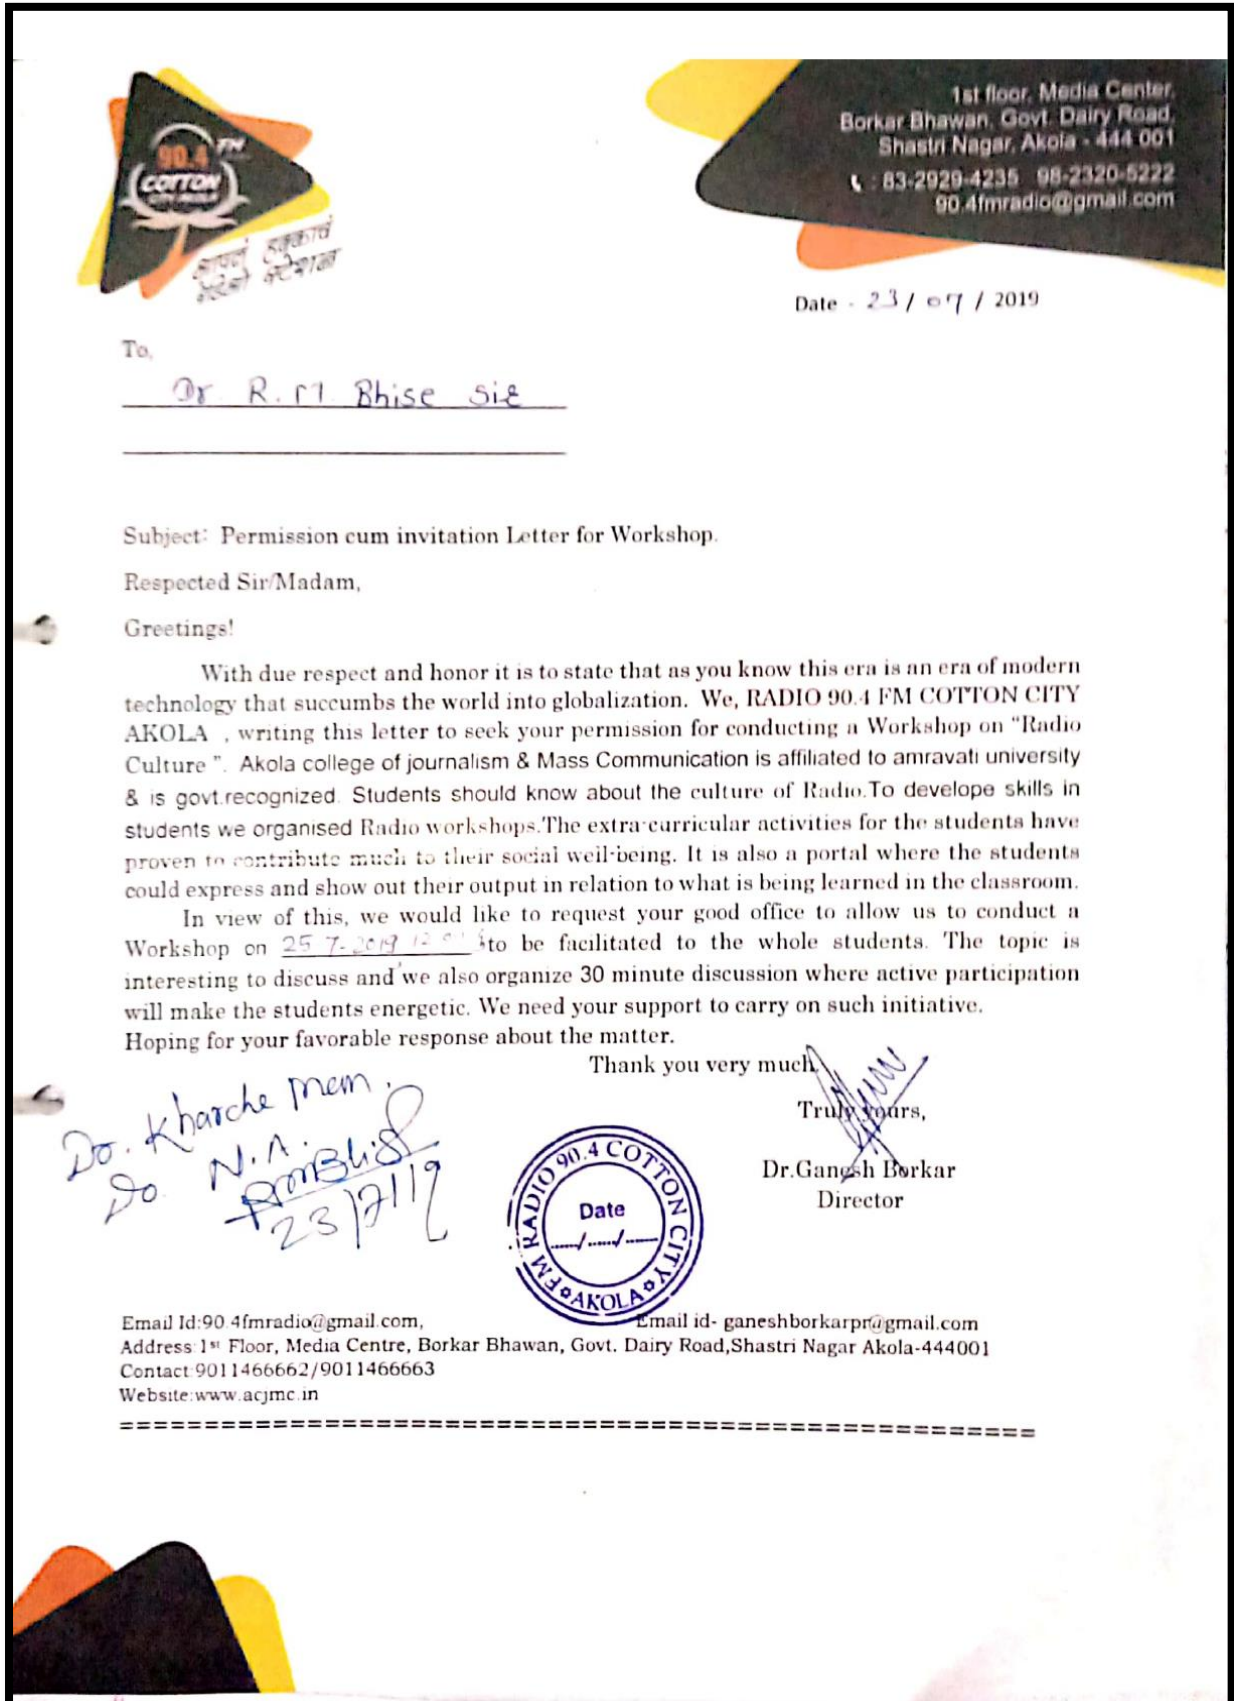 90.4 FM
COTTON
आपलं हक्काचं
रेडिओ स्टेशन
1st floor, Media Center,
Borkar Bhawan, Govt. Dairy Road,
Shastri Nagar, Akola - 444 001
: 83-2929-4235 98-2320-5222
90.4fmradio@gmail.com
Date - 23 / 07 / 2019
To,
Dr. R. M. Bhise Sir
Subject: Permission cum invitation Letter for Workshop.
Respected Sir/Madam,
Greetings!
With due respect and honor it is to state that as you know this era is an era of modern
technology that succumbs the world into globalization. We, RADIO 90.4 FM COTTON CITY
AKOLA , writing this letter to seek your permission for conducting a Workshop on "Radio
Culture ". Akola college of journalism & Mass Communication is affiliated to amravati university
& is govt.recognized. Students should know about the culture of Radio.To develope skills in
students we organised Radio workshops.The extra-curricular activities for the students have
proven to contribute much to their social well-being. It is also a portal where the students
could express and show out their output in relation to what is being learned in the classroom.
In view of this, we would like to request your good office to allow us to conduct a
Workshop on 25-7-2019 to be facilitated to the whole students. The topic is
interesting to discuss and we also organize 30 minute discussion where active participation
will make the students energetic. We need your support to carry on such initiative.
Hoping for your favorable response about the matter.
Thank you very much.
Truly yours,
Dr.Ganesh Borkar
Director
Dr. Kharche mem.
Do N.A.
23/7/19
FM RADIO 90.4 COTTON CITY
AKOLA
Date
...../...../......
Email Id:90.4fmradio@gmail.com,
Email id- ganeshborkarpr@gmail.com
Address:1st Floor, Media Centre, Borkar Bhawan, Govt. Dairy Road,Shastri Nagar Akola-444001
Contact:9011466662/9011466663
Website:www.acjmc.in
=======================================================